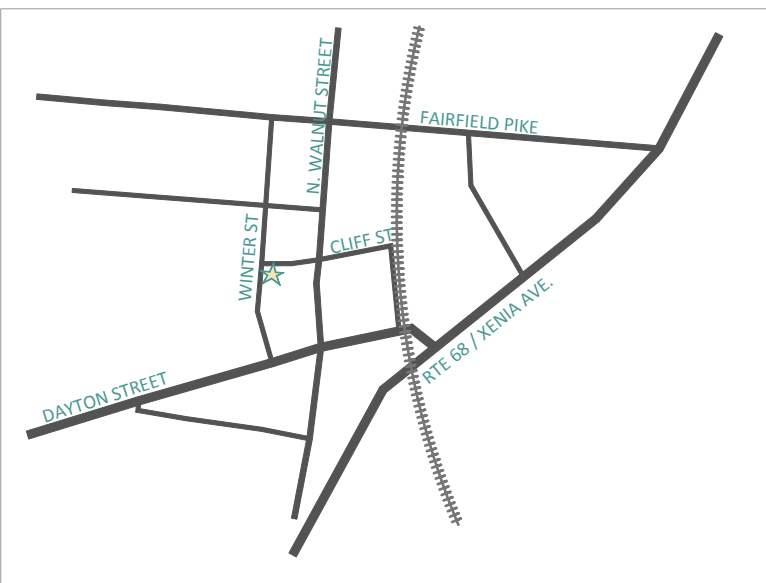 N. WALNUT STREET
FAIRFIELD PIKE
WINTER ST
CLIFF ST
RTE 68 / XENIA AVE.
DAYTON STREET